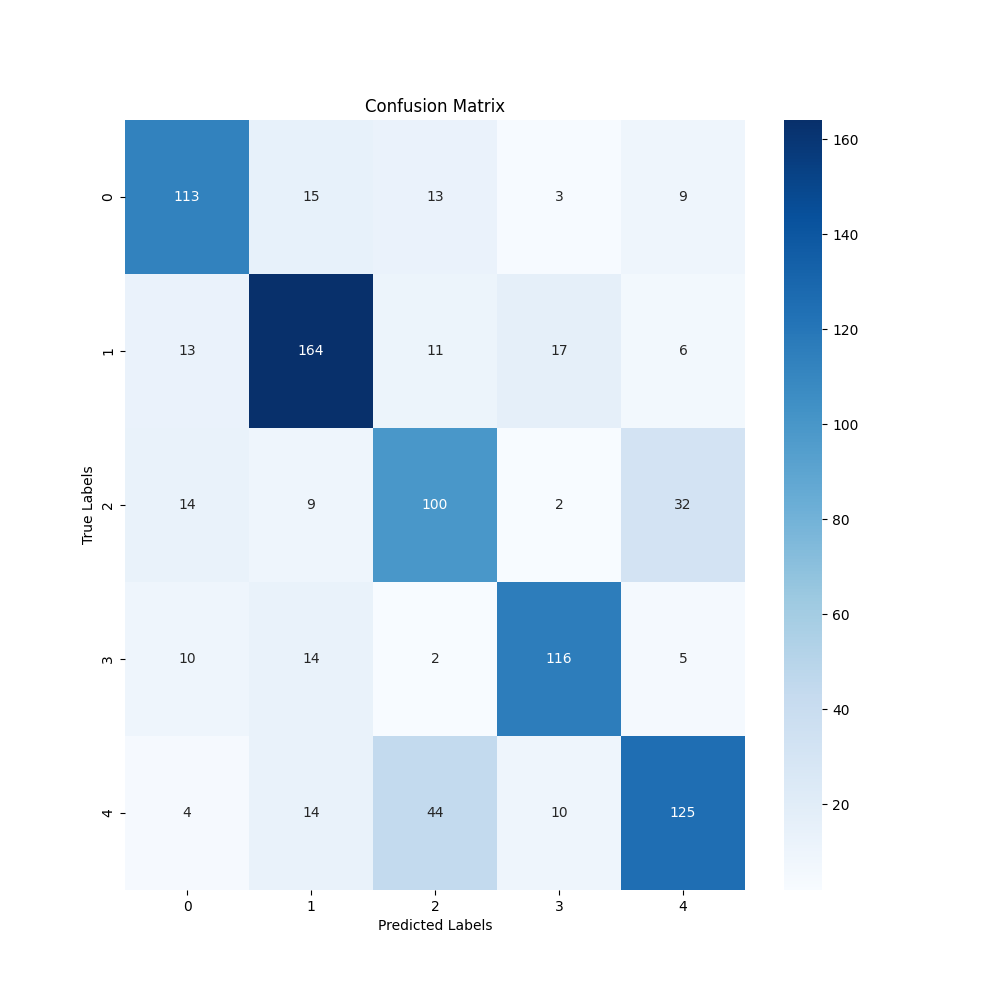 Confusion Matrix
0 113 15 13 3 9
1 13 164 11 17 6
2 14 9 100 2 32
3 10 14 2 116 5
4 4 14 44 10 125
0 1 2 3 4
Predicted Labels
True Labels
160
140
120
100
80
60
40
20